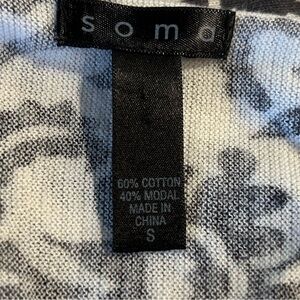 soma
60% COTTON
40% MODAL
MADE IN
CHINA
S